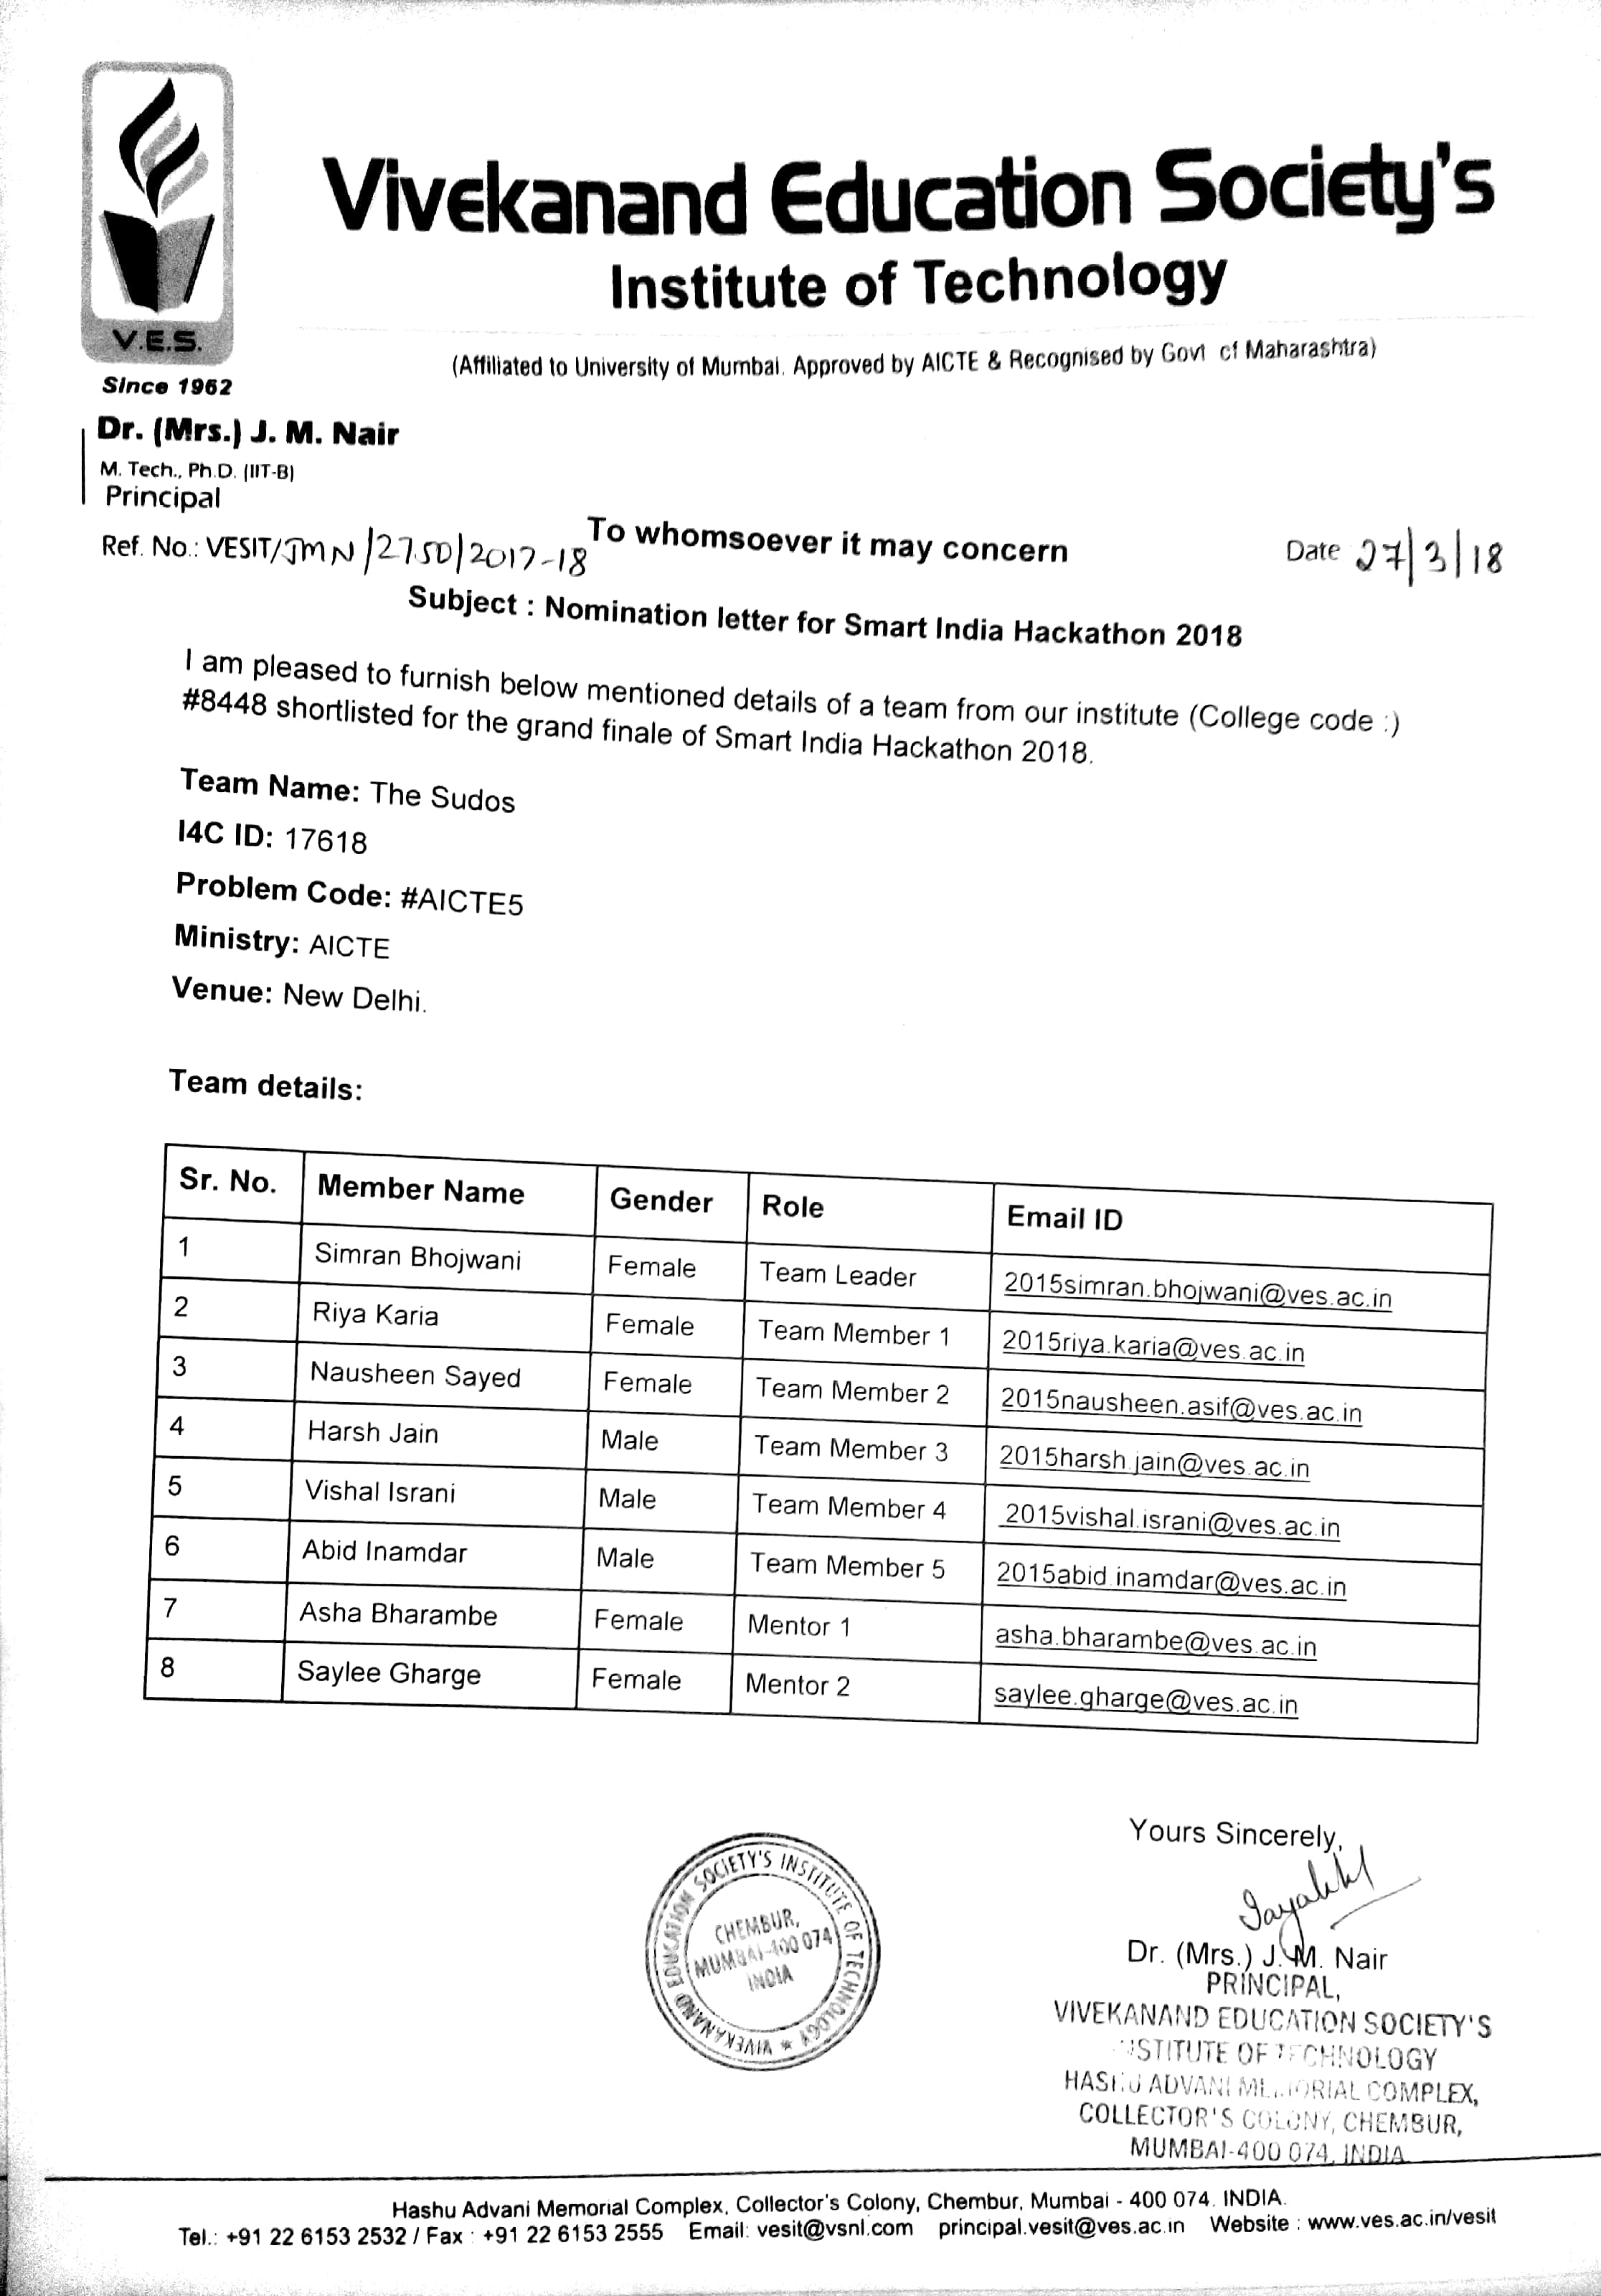 V.E.S.
Since 1962
Vivekanand Education Society's
Institute of Technology
(Affiliated to University of Mumbai. Approved by AICTE & Recognised by Govt of Maharashtra)
Dr. (Mrs.) J. M. Nair
M. Tech., Ph.D. (IIT-B)
Principal
Ref. No.: VESIT/JMN/2750/2017-18
To whomsoever it may concern
Date 27/3/18
Subject : Nomination letter for Smart India Hackathon 2018
I am pleased to furnish below mentioned details of a team from our institute (College code :)
#8448 shortlisted for the grand finale of Smart India Hackathon 2018.
Team Name: The Sudos
I4C ID: 17618
Problem Code: #AICTE5
Ministry: AICTE
Venue: New Delhi.
Team details:
Sr. No. Member Name Gender Role Email ID
1 Simran Bhojwani Female Team Leader 2015simran.bhojwani@ves.ac.in
2 Riya Karia Female Team Member 1 2015riya.karia@ves.ac.in
3 Nausheen Sayed Female Team Member 2 2015nausheen.asif@ves.ac.in
4 Harsh Jain Male Team Member 3 2015harsh.jain@ves.ac.in
5 Vishal Israni Male Team Member 4 2015vishal.israni@ves.ac.in
6 Abid Inamdar Male Team Member 5 2015abid.inamdar@ves.ac.in
7 Asha Bharambe Female Mentor 1 asha.bharambe@ves.ac.in
8 Saylee Gharge Female Mentor 2 saylee.gharge@ves.ac.in
Yours Sincerely,
VIVEKANAND EDUCATION SOCIETY'S INSTITUTE OF TECHNOLOGY *
CHEMBUR,
MUMBAI-400 074
INDIA
Dr. (Mrs.) J. M. Nair
PRINCIPAL,
VIVEKANAND EDUCATION SOCIETY'S
INSTITUTE OF TECHNOLOGY
HASHU ADVANI MEMORIAL COMPLEX,
COLLECTOR'S COLONY, CHEMBUR,
MUMBAI-400 074, INDIA
Hashu Advani Memorial Complex, Collector's Colony, Chembur, Mumbai - 400 074. INDIA.
Tel.: +91 22 6153 2532 / Fax : +91 22 6153 2555 Email: vesit@vsnl.com principal.vesit@ves.ac.in Website : www.ves.ac.in/vesit